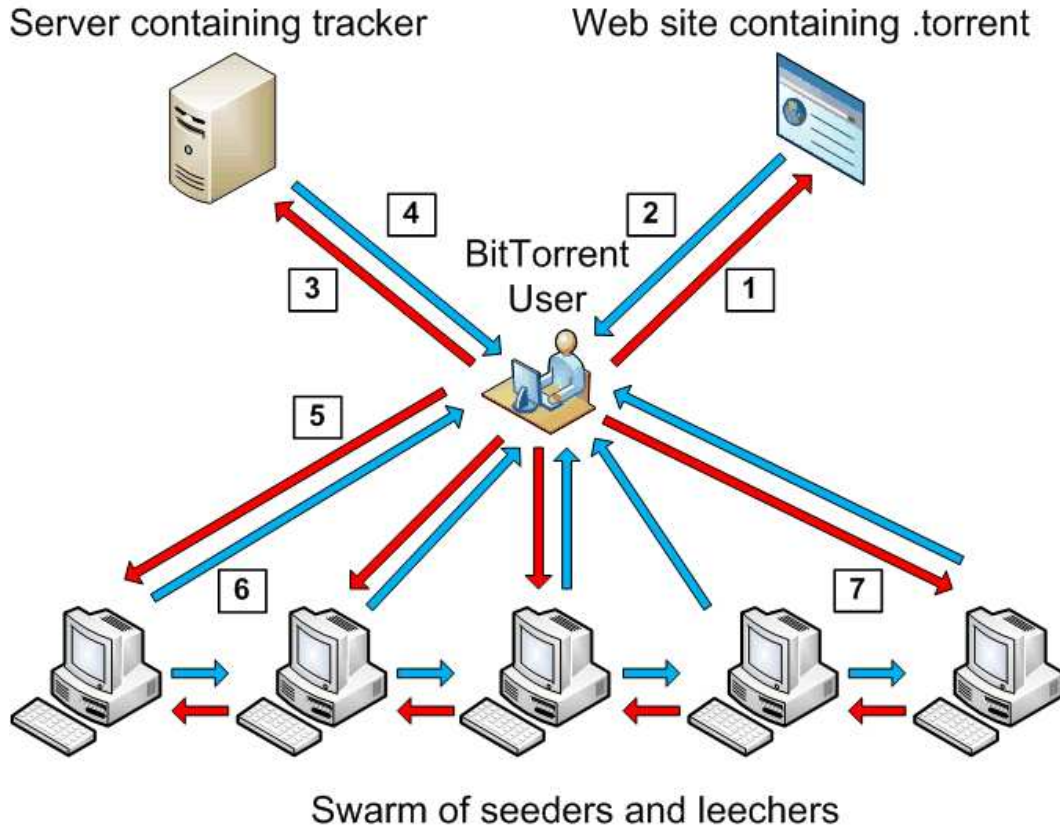 Server containing tracker
Web site containing .torrent
4
2
BitTorrent
User
3
1
5
6
7
Swarm of seeders and leechers